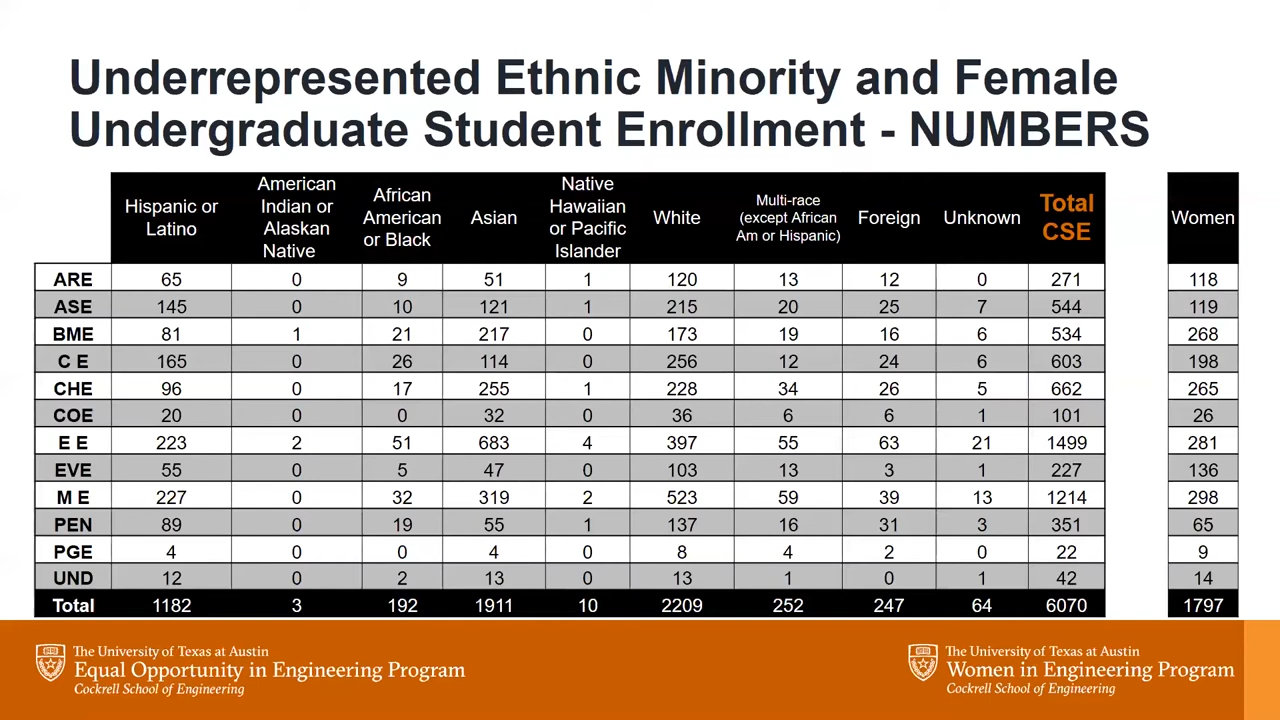 Underrepresented Ethnic Minority and Female
Undergraduate Student Enrollment - NUMBERS
Hispanic or Latino | American Indian or Alaskan Native | African American or Black | Asian | Native Hawaiian or Pacific Islander | White | Multi-race (except African Am or Hispanic) | Foreign | Unknown | Total CSE | Women
ARE 65 0 9 51 1 120 13 12 0 271 118
ASE 145 0 10 121 1 215 20 25 7 544 119
BME 81 1 21 217 0 173 19 16 6 534 268
C E 165 0 26 114 0 256 12 24 6 603 198
CHE 96 0 17 255 1 228 34 26 5 662 265
COE 20 0 0 32 0 36 6 6 1 101 26
E E 223 2 51 683 4 397 55 63 21 1499 281
EVE 55 0 5 47 0 103 13 3 1 227 136
M E 227 0 32 319 2 523 59 39 13 1214 298
PEN 89 0 19 55 1 137 16 31 3 351 65
PGE 4 0 0 4 0 8 4 2 0 22 9
UND 12 0 2 13 0 13 1 0 1 42 14
Total 1182 3 192 1911 10 2209 252 247 64 6070 1797
The University of Texas at Austin
Equal Opportunity in Engineering Program
Cockrell School of Engineering
The University of Texas at Austin
Women in Engineering Program
Cockrell School of Engineering